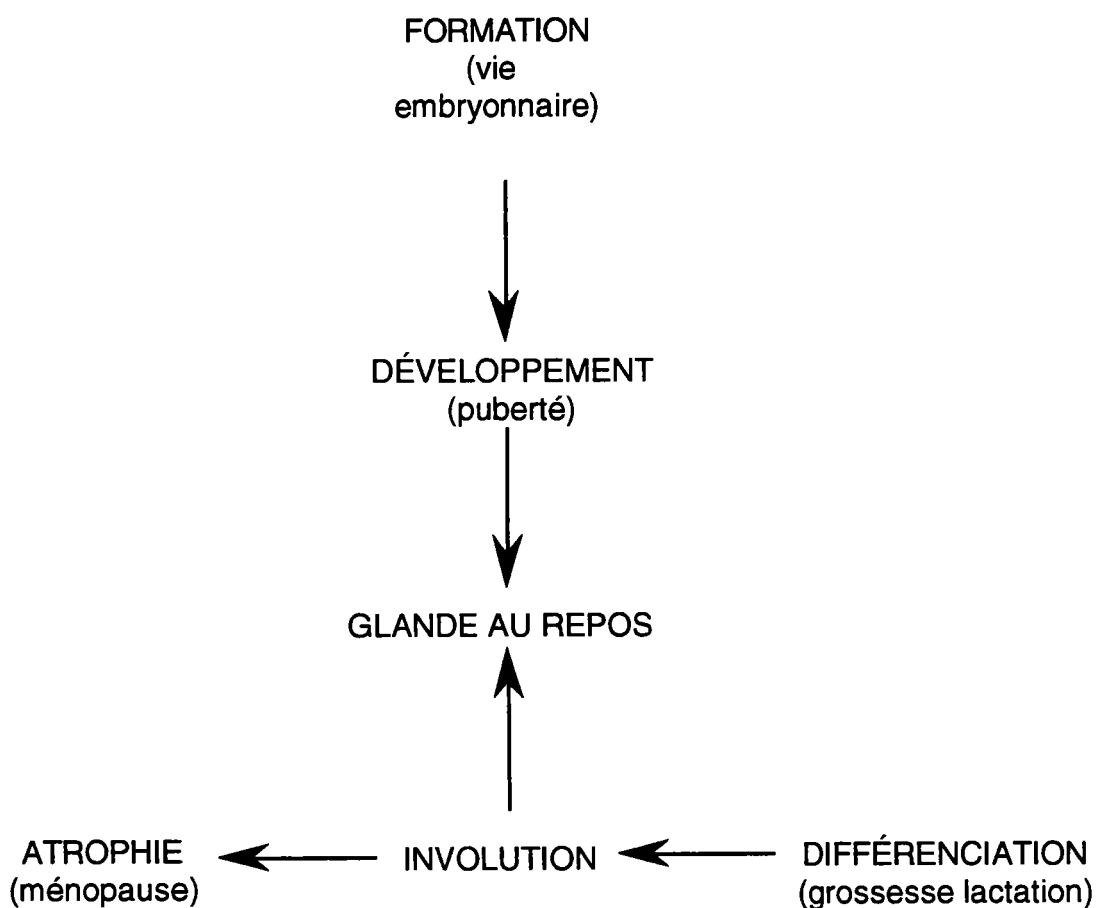 FORMATION
(vie
embryonnaire)
DÉVELOPPEMENT
(puberté)
GLANDE AU REPOS
ATROPHIE
(ménopause)
INVOLUTION
DIFFÉRENCIATION
(grossesse lactation)